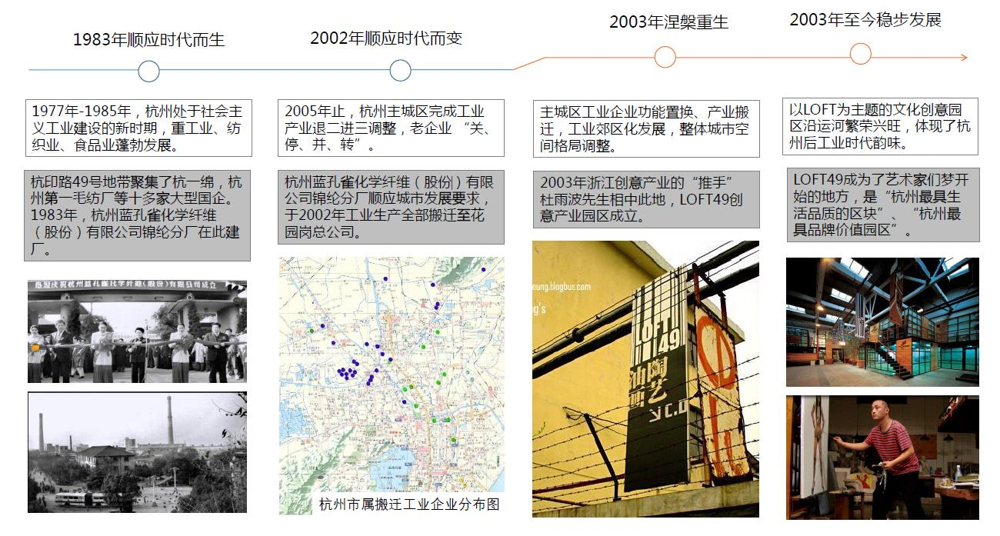 1983年顺应时代而生
2002年顺应时代而变
2003年涅槃重生
2003年至今稳步发展
1977年-1985年，杭州处于社会主
义工业建设的新时期，重工业、纺
织业、食品业蓬勃发展。
2005年止，杭州主城区完成工业
产业退二进三调整，老企业 “关、
停、并、转”。
主城区工业企业功能置换、产业搬
迁，工业郊区化发展，整体城市空
间格局调整。
以LOFT为主题的文化创意园
区沿运河繁荣兴旺，体现了杭
州后工业时代韵味。
杭印路49号地带聚集了杭一绵，杭
州第一毛纺厂等十多家大型国企。
1983年，杭州蓝孔雀化学纤维
（股份）有限公司锦纶分厂在此建
厂。
杭州蓝孔雀化学纤维（股份）有限
公司锦纶分厂顺应城市发展要求，
于2002年工业生产全部搬迁至花
园岗总公司。
2003年浙江创意产业的“推手”
杜雨波先生相中此地，LOFT49创
意产业园区成立。
LOFT49成为了艺术家们梦开
始的地方，是“杭州最具生
活品质的区块”、“杭州最
具品牌价值园区”。
热烈庆祝杭州蓝孔雀化学纤维(股份)有限公司成立
oung.blogbus.com
g's
LOFT
49
陶艺
油画
杭州市属搬迁工业企业分布图